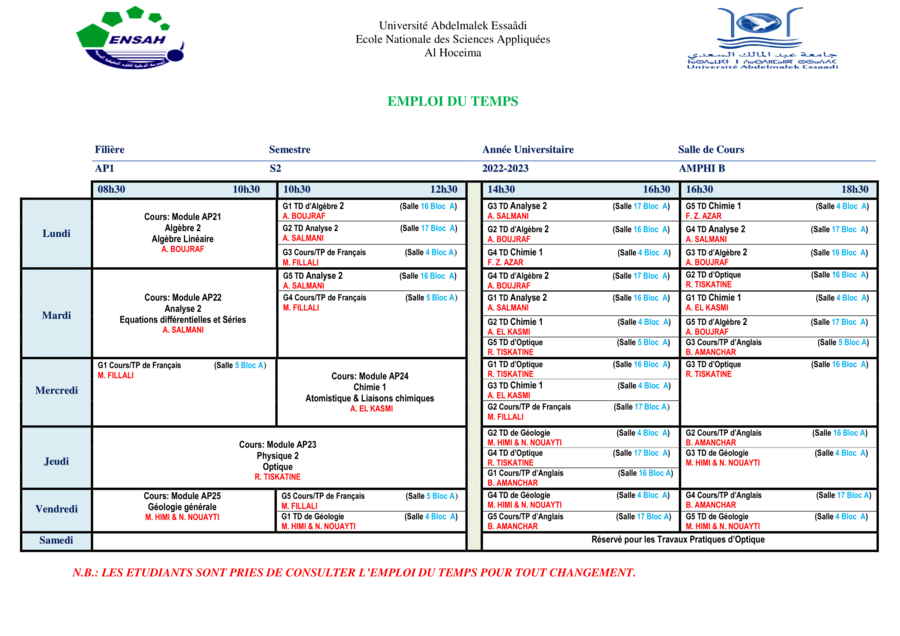 ENSAH
Université Abdelmalek Essaâdi
Ecole Nationale des Sciences Appliquées
Al Hoceima
جامعة عبد المالك السعدي
Université Abdelmalek Essaadi
EMPLOI DU TEMPS
Filière Semestre Année Universitaire Salle de Cours
AP1 S2 2022-2023 AMPHI B
08h30 10h30 10h30 12h30 14h30 16h30 16h30 18h30
Lundi
Cours: Module AP21
Algèbre 2
Algèbre Linéaire
A. BOUJRAF
G1 TD d'Algèbre 2 (Salle 16 Bloc A)
A. BOUJRAF
G2 TD Analyse 2 (Salle 17 Bloc A)
A. SALMANI
G3 Cours/TP de Français (Salle 4 Bloc A)
M. FILLALI
G3 TD Analyse 2 (Salle 17 Bloc A)
A. SALMANI
G2 TD d'Algèbre 2 (Salle 16 Bloc A)
A. BOUJRAF
G4 TD Chimie 1 (Salle 4 Bloc A)
F. Z. AZAR
G5 TD Chimie 1 (Salle 4 Bloc A)
F. Z. AZAR
G4 TD Analyse 2 (Salle 17 Bloc A)
A. SALMANI
G3 TD d'Algèbre 2 (Salle 16 Bloc A)
A. BOUJRAF
Mardi
Cours: Module AP22
Analyse 2
Equations différentielles et Séries
A. SALMANI
G5 TD Analyse 2 (Salle 16 Bloc A)
A. SALMANI
G4 Cours/TP de Français (Salle 5 Bloc A)
M. FILLALI
G4 TD d'Algèbre 2 (Salle 17 Bloc A)
A. BOUJRAF
G1 TD Analyse 2 (Salle 16 Bloc A)
A. SALMANI
G2 TD Chimie 1 (Salle 4 Bloc A)
A. EL KASMI
G5 TD d'Optique (Salle 5 Bloc A)
R. TISKATINE
G2 TD d'Optique (Salle 16 Bloc A)
R. TISKATINE
G1 TD Chimie 1 (Salle 4 Bloc A)
A. EL KASMI
G5 TD d'Algèbre 2 (Salle 17 Bloc A)
A. BOUJRAF
G3 Cours/TP d'Anglais (Salle 5 Bloc A)
B. AMANCHAR
Mercredi
G1 Cours/TP de Français (Salle 5 Bloc A)
M. FILLALI
Cours: Module AP24
Chimie 1
Atomistique & Liaisons chimiques
A. EL KASMI
G1 TD d'Optique (Salle 16 Bloc A)
R. TISKATINE
G3 TD Chimie 1 (Salle 4 Bloc A)
A. EL KASMI
G2 Cours/TP de Français (Salle 17 Bloc A)
M. FILLALI
G3 TD d'Optique (Salle 16 Bloc A)
R. TISKATINE
Jeudi
Cours: Module AP23
Physique 2
Optique
R. TISKATINE
G2 TD de Géologie (Salle 4 Bloc A)
M. HIMI & N. NOUAYTI
G4 TD d'Optique (Salle 17 Bloc A)
R. TISKATINE
G1 Cours/TP d'Anglais (Salle 16 Bloc A)
B. AMANCHAR
G2 Cours/TP d'Anglais (Salle 16 Bloc A)
B. AMANCHAR
G3 TD de Géologie (Salle 4 Bloc A)
M. HIMI & N. NOUAYTI
Vendredi
Cours: Module AP25
Géologie générale
M. HIMI & N. NOUAYTI
G5 Cours/TP de Français (Salle 5 Bloc A)
M. FILLALI
G1 TD de Géologie (Salle 4 Bloc A)
M. HIMI & N. NOUAYTI
G4 TD de Géologie (Salle 4 Bloc A)
M. HIMI & N. NOUAYTI
G5 Cours/TP d'Anglais (Salle 17 Bloc A)
B. AMANCHAR
G4 Cours/TP d'Anglais (Salle 17 Bloc A)
B. AMANCHAR
G5 TD de Géologie (Salle 4 Bloc A)
M. HIMI & N. NOUAYTI
Samedi
Réservé pour les Travaux Pratiques d'Optique
N.B.: LES ETUDIANTS SONT PRIES DE CONSULTER L'EMPLOI DU TEMPS POUR TOUT CHANGEMENT.